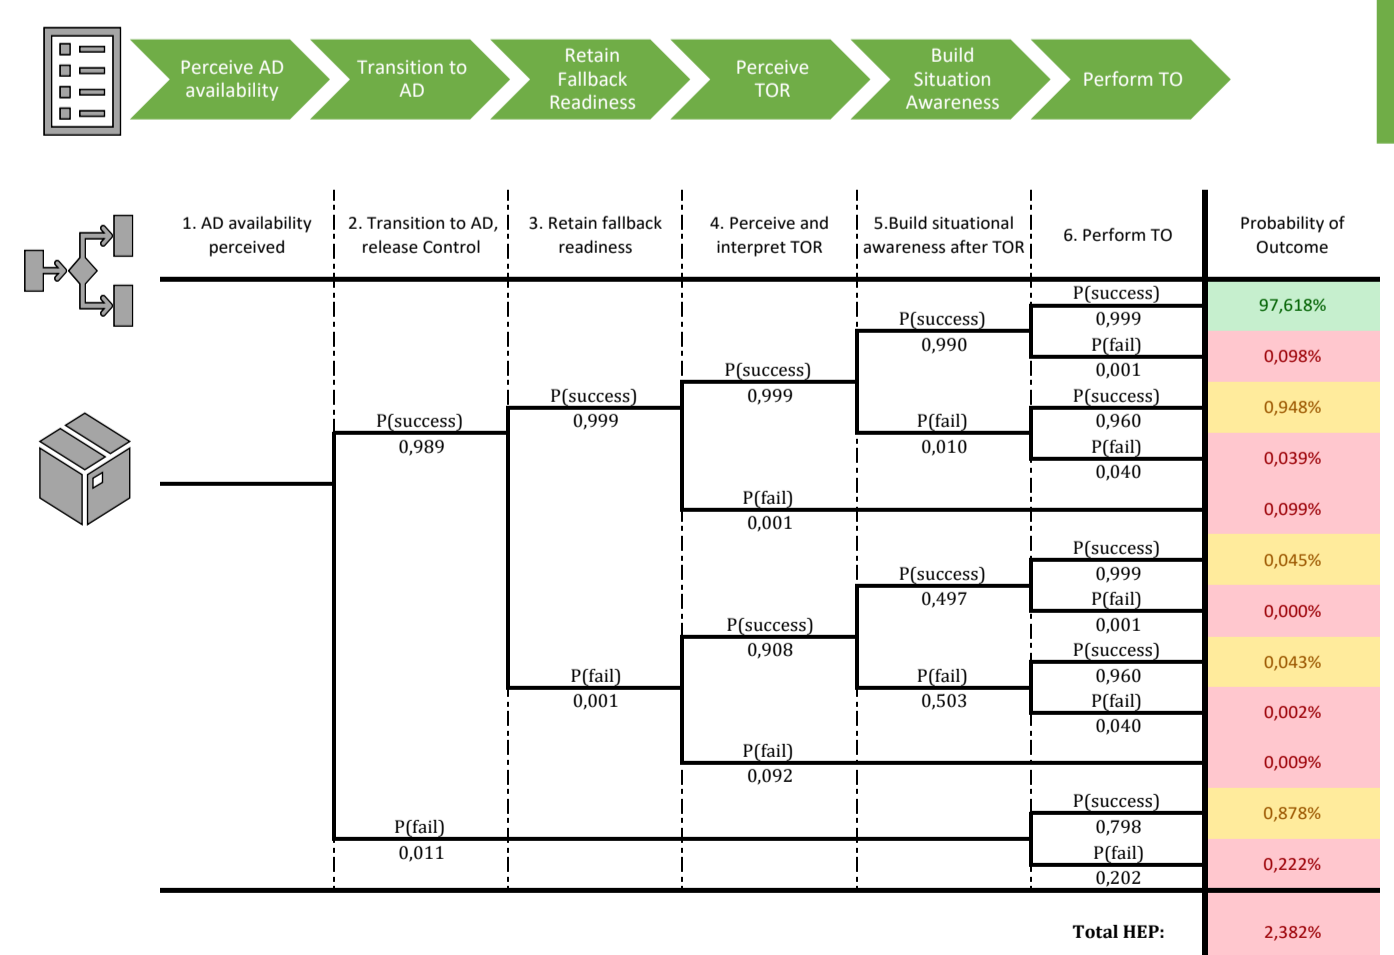 Perceive AD
availability
Transition to
AD
Retain
Fallback
Readiness
Perceive
TOR
Build
Situation
Awareness
Perform TO
1. AD availability
perceived
2. Transition to AD,
release Control
3. Retain fallback
readiness
4. Perceive and
interpret TOR
5.Build situational
awareness after TOR
6. Perform TO
Probability of
Outcome
P(success)
0,999
97,618%
P(success)
0,990
P(fail)
0,001
0,098%
P(success)
0,999
P(success)
0,960
0,948%
P(success)
0,999
P(success)
0,989
P(fail)
0,010
P(fail)
0,040
0,039%
P(fail)
0,001
0,099%
P(success)
0,999
0,045%
P(success)
0,497
P(fail)
0,001
0,000%
P(success)
0,908
P(success)
0,960
0,043%
P(fail)
0,001
P(fail)
0,503
P(fail)
0,040
0,002%
P(fail)
0,092
0,009%
P(success)
0,798
0,878%
P(fail)
0,011
P(fail)
0,202
0,222%
Total HEP:
2,382%